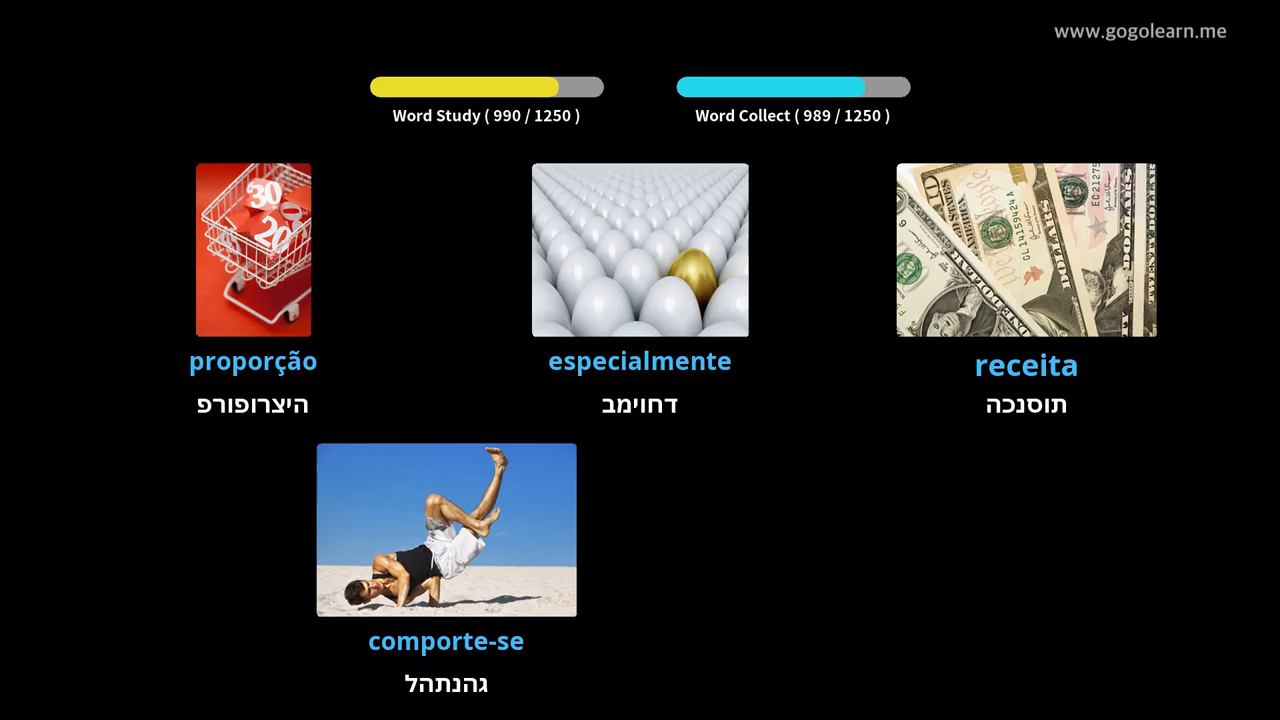 www.gogolearn.me
Word Study ( 990 / 1250 )
Word Collect ( 989 / 1250 )
proporção
היצרופורפ
especialmente
דחוימב
receita
תוסנכה
comporte-se
גהנתהל